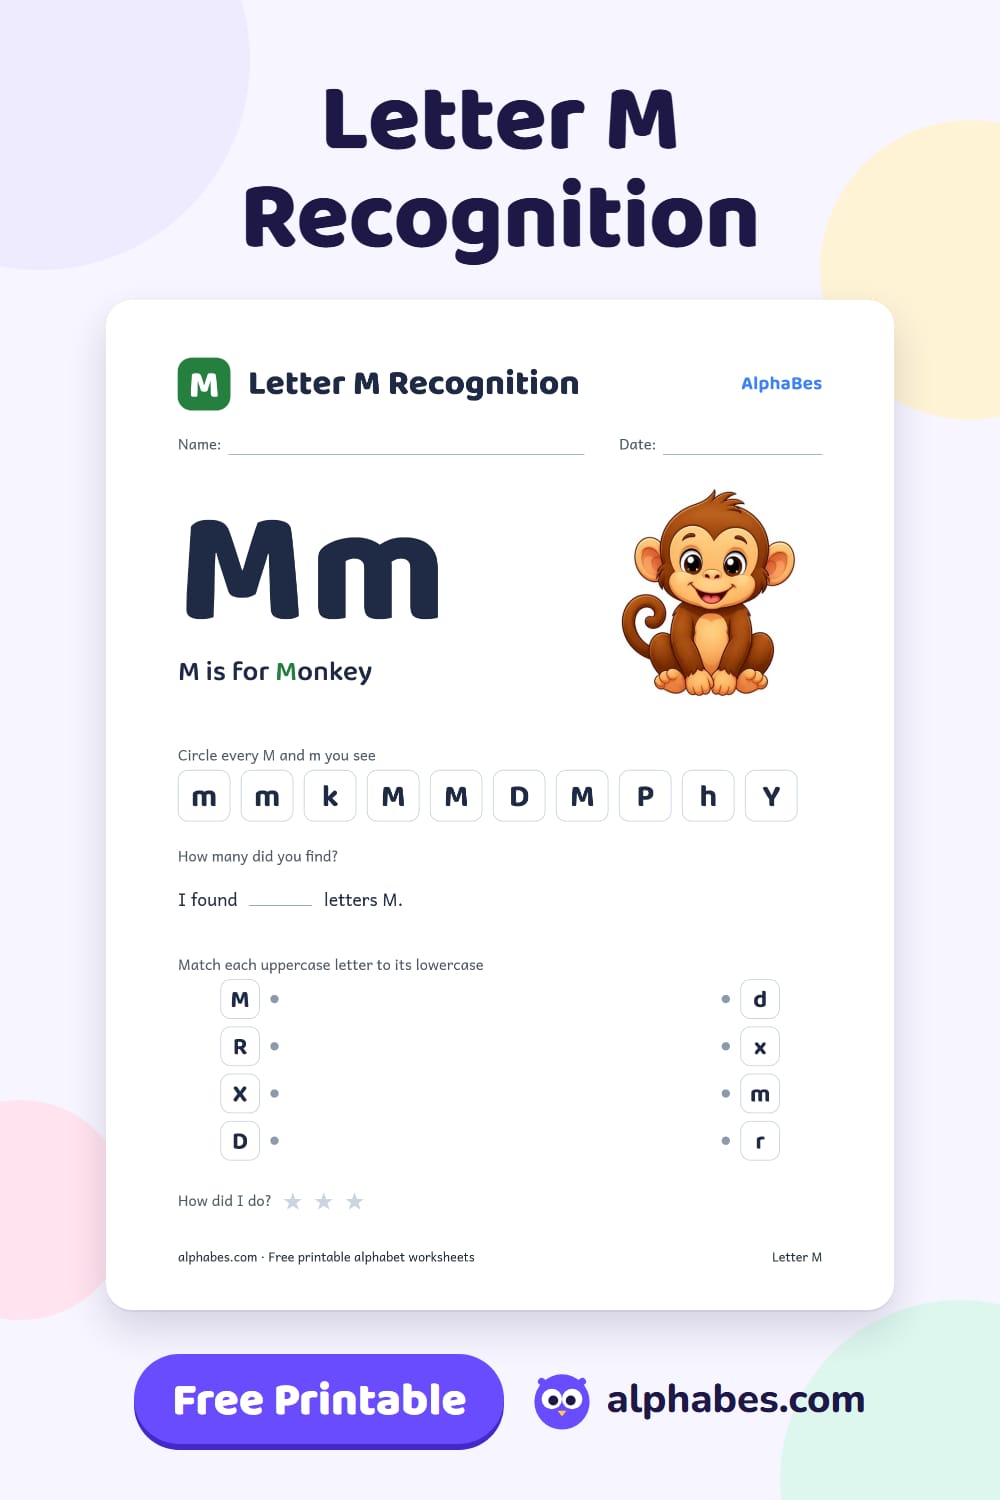 Letter M
Recognition
M Letter M Recognition AlphaBes
Name: Date:
Mm
M is for Monkey
Circle every M and m you see
m m k M M D M P h Y
How many did you find?
I found letters M.
Match each uppercase letter to its lowercase
M d
R x
X m
D r
How did I do?
alphabes.com · Free printable alphabet worksheets Letter M
Free Printable alphabes.com